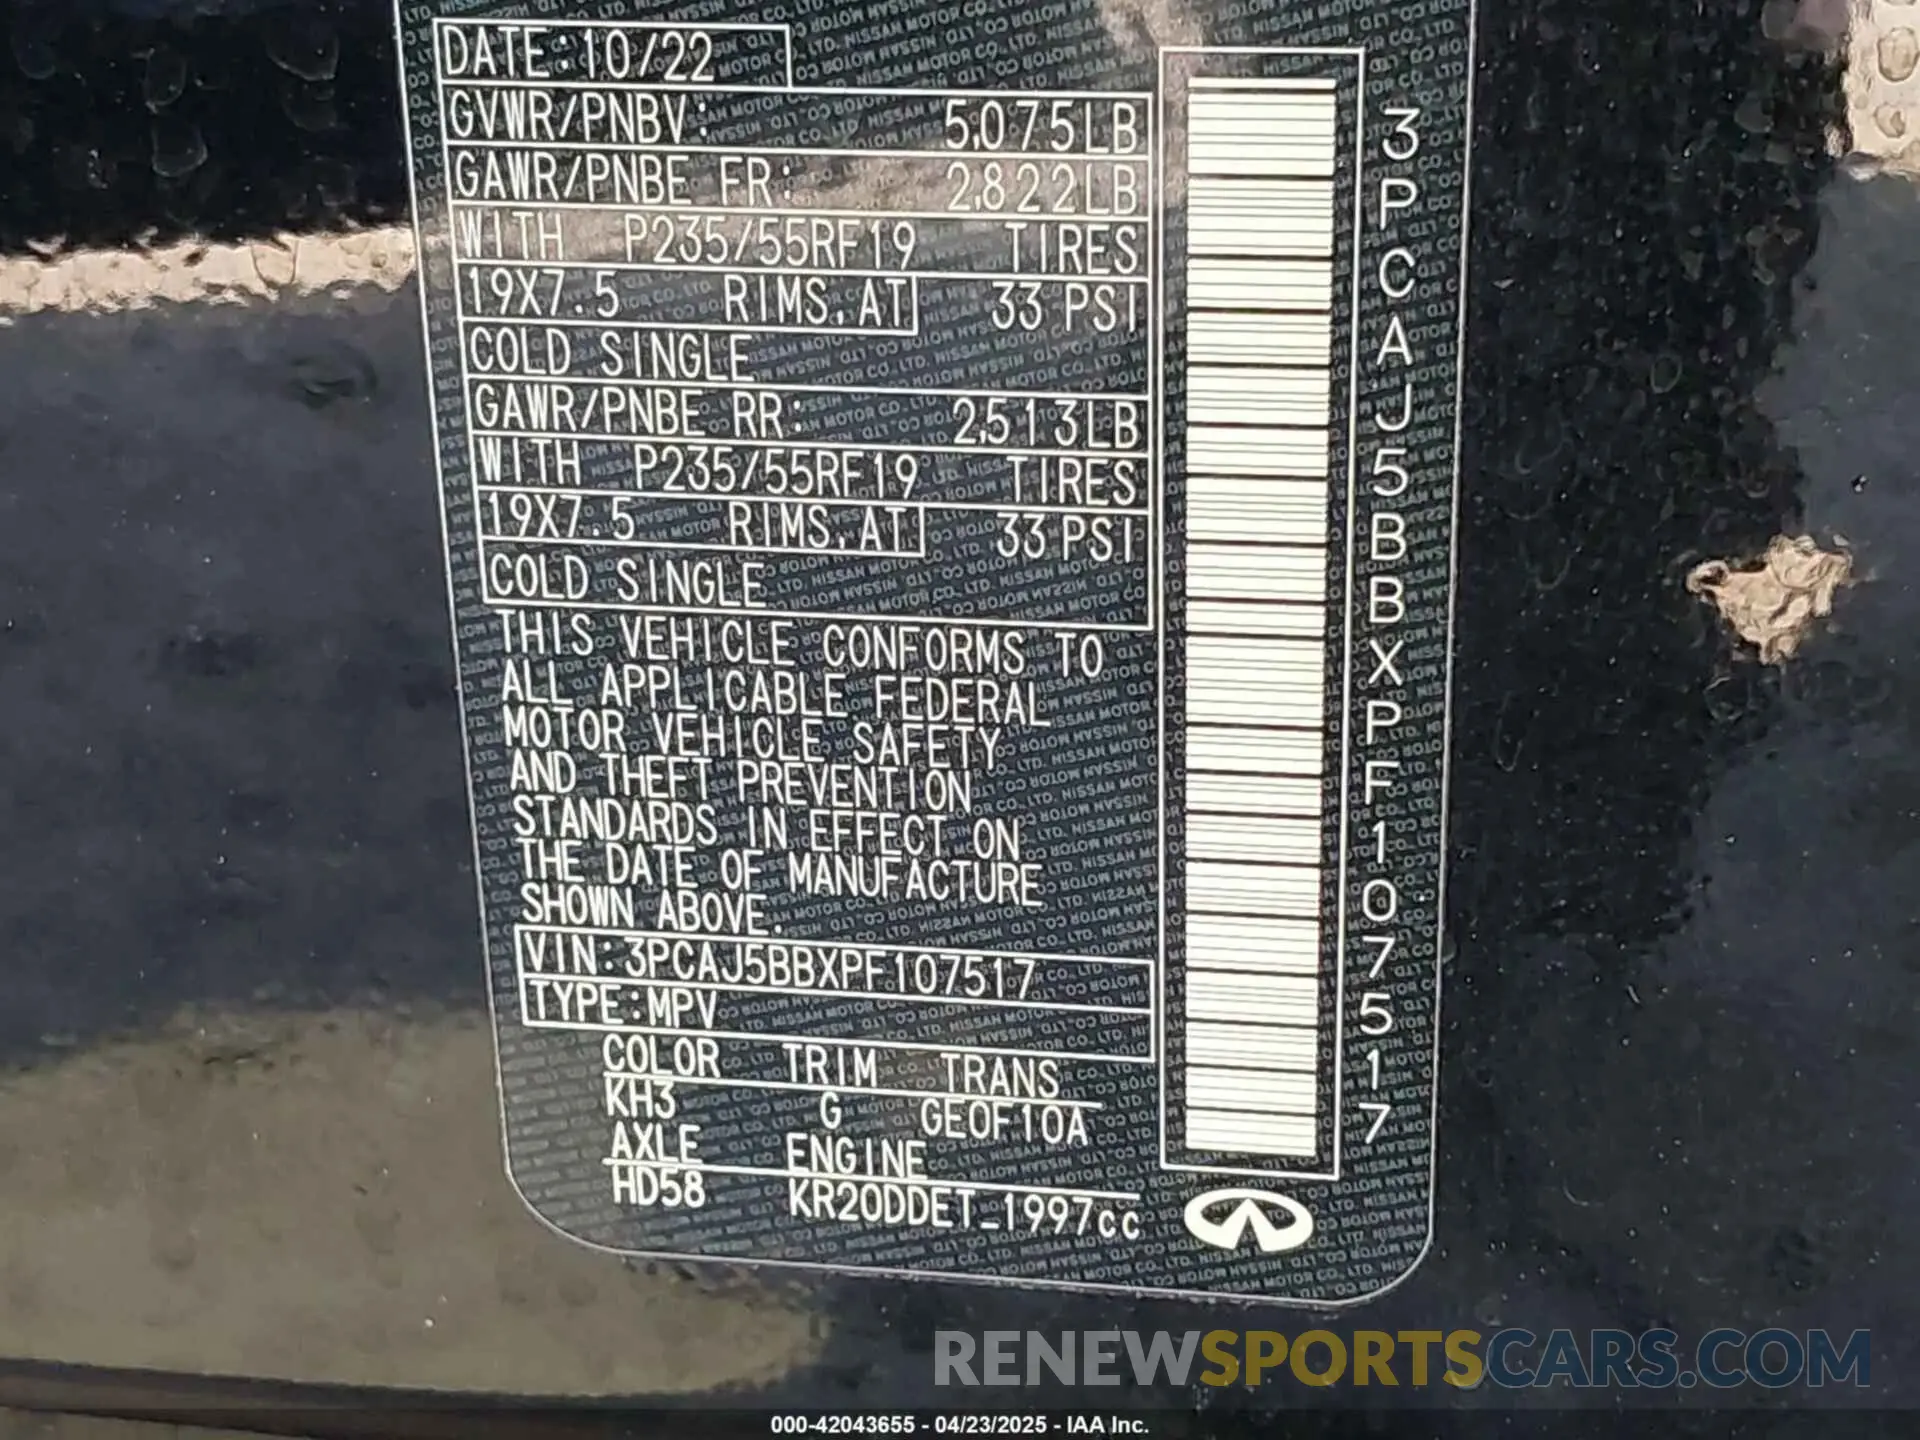 DATE:10/22
GVWR/PNBV: 5,075LB
GAWR/PNBE FR: 2,822LB
WITH P235/55RF19 TIRES
19X7.5 RIMS,AT 33 PSI
COLD SINGLE
GAWR/PNBE RR: 2,513LB
WITH P235/55RF19 TIRES
19X7.5 RIMS,AT 33 PSI
COLD SINGLE
THIS VEHICLE CONFORMS TO
ALL APPLICABLE FEDERAL
MOTOR VEHICLE SAFETY
AND THEFT PREVENTION
STANDARDS IN EFFECT ON
THE DATE OF MANUFACTURE
SHOWN ABOVE.
VIN:3PCAJ5BBXPF107517
TYPE:MPV
COLOR TRIM TRANS
KH3 G GE0F10A
AXLE ENGINE
HD58 KR20DDET_1997cc
3PCAJ5BBXPF107517
RENEWSPORTSCARS.COM
000-42043655 - 04/23/2025 - IAA Inc.